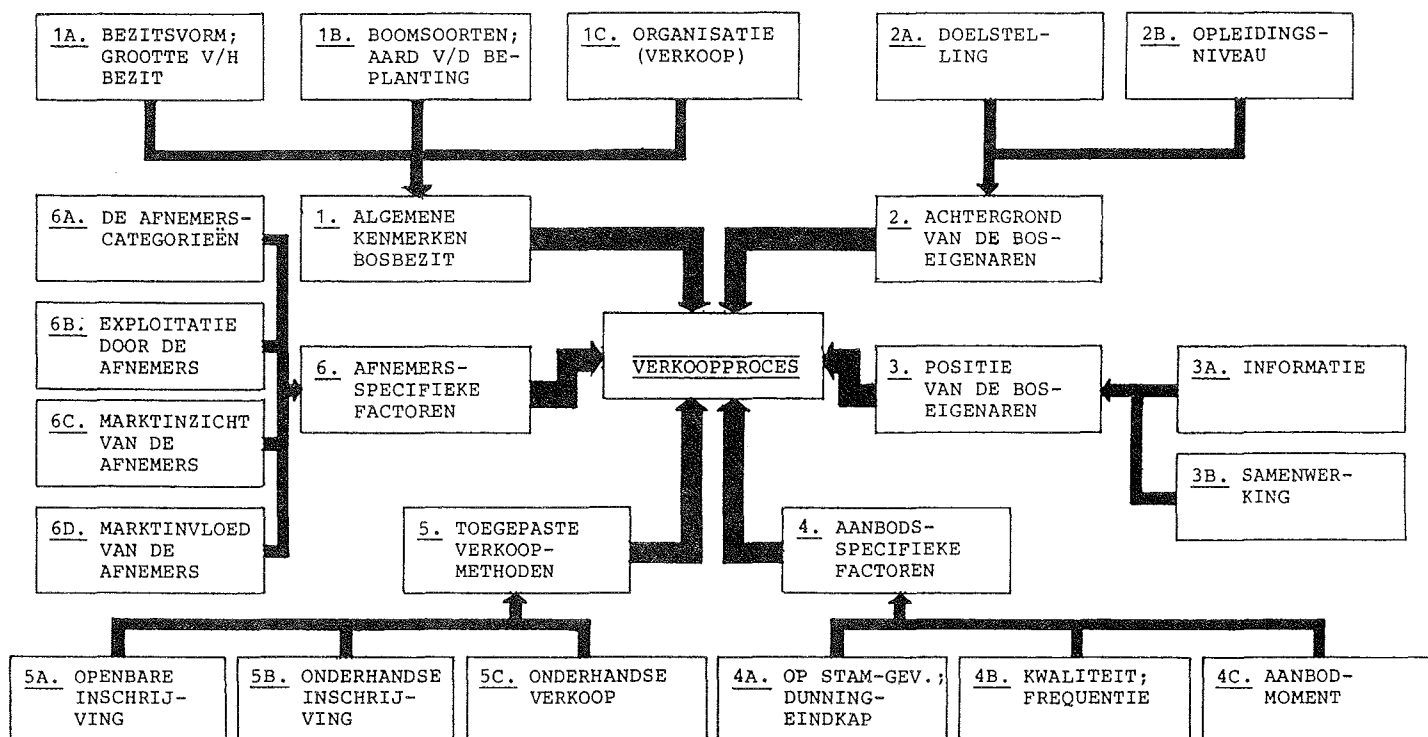 1A. BEZITSVORM;
GROOTTE V/H
BEZIT
1B. BOOMSOORTEN;
AARD V/D BE-
PLANTING
1C. ORGANISATIE
(VERKOOP)
2A. DOELSTEL-
LING
2B. OPLEIDINGS-
NIVEAU
6A. DE AFNEMERS-
CATEGORIEËN
1. ALGEMENE
KENMERKEN
BOSBEZIT
2. ACHTERGROND
VAN DE BOS-
EIGENAREN
6B. EXPLOITATIE
DOOR DE
AFNEMERS
6. AFNEMERS-
SPECIFIEKE
FACTOREN
VERKOOPPROCES
3. POSITIE
VAN DE BOS-
EIGENAREN
3A. INFORMATIE
6C. MARKTINZICHT
VAN DE
AFNEMERS
3B. SAMENWER-
KING
6D. MARKTINVLOED
VAN DE
AFNEMERS
5. TOEGEPASTE
VERKOOP-
METHODEN
4. AANBODS-
SPECIFIEKE
FACTOREN
5A. OPENBARE
INSCHRIJ-
VING
5B. ONDERHANDSE
INSCHRIJ-
VING
5C. ONDERHANDSE
VERKOOP
4A. OP STAM-GEV.;
DUNNING-
EINDKAP
4B. KWALITEIT;
FREQUENTIE
4C. AANBOD-
MOMENT